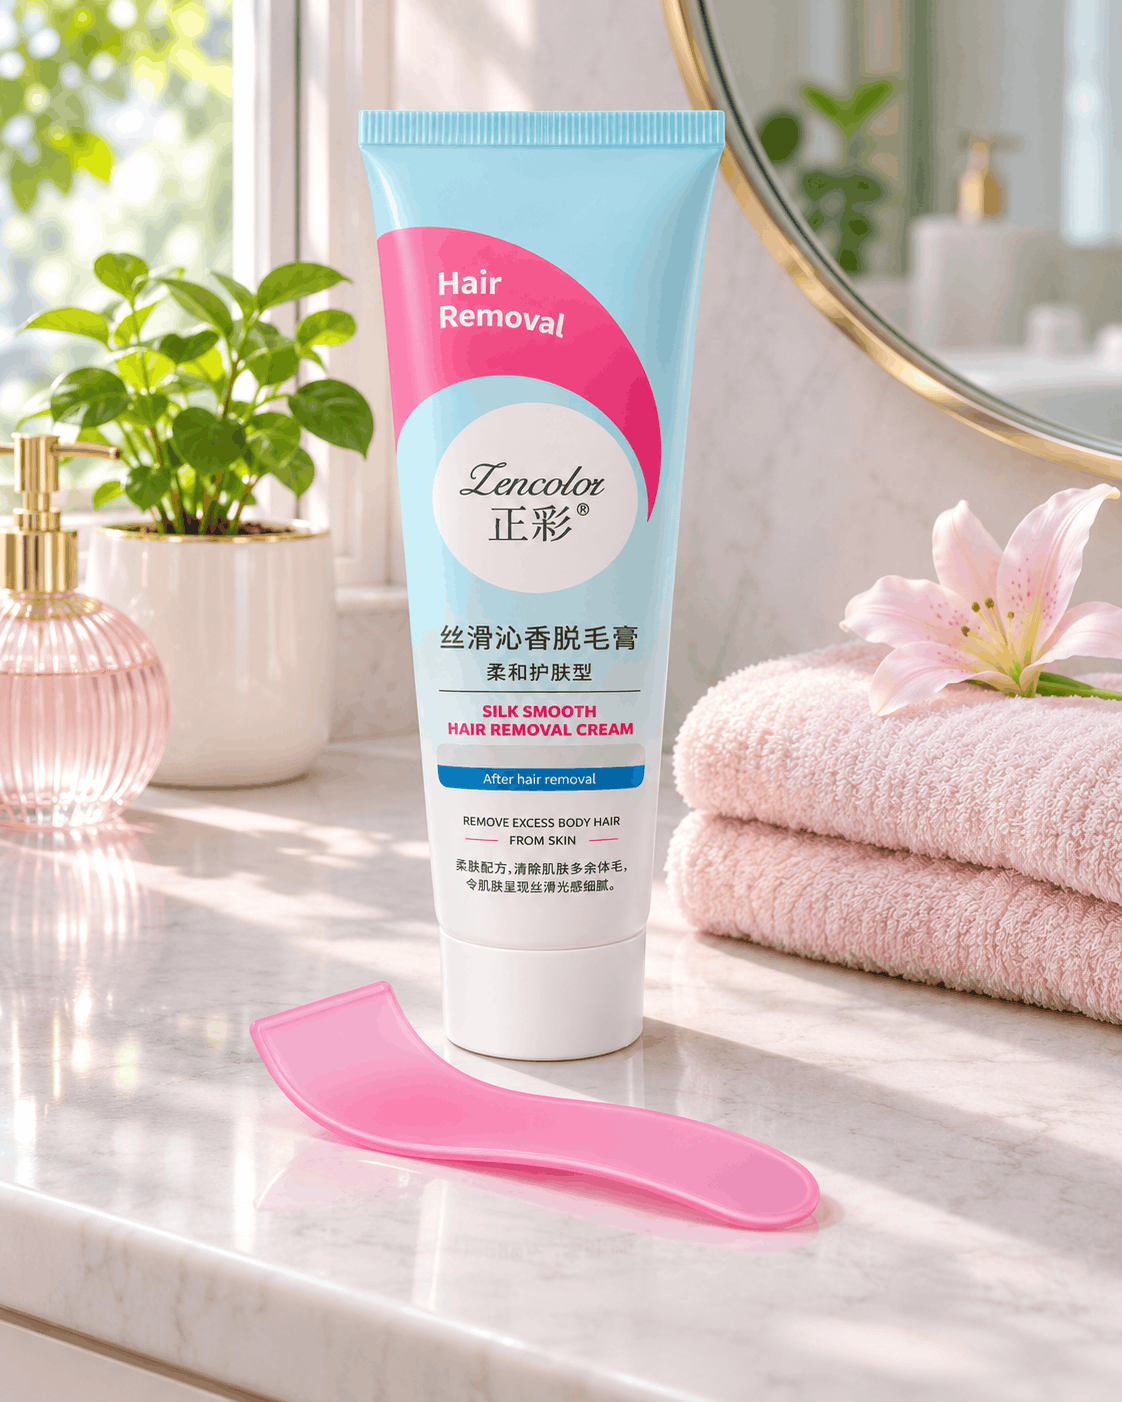 Hair
Removal
Zencolor
正彩®
丝滑沁香脱毛膏
柔和护肤型
SILK SMOOTH
HAIR REMOVAL CREAM
After hair removal
REMOVE EXCESS BODY HAIR
FROM SKIN
柔肤配方,清除肌肤多余体毛,
令肌肤呈现丝滑光感细腻。